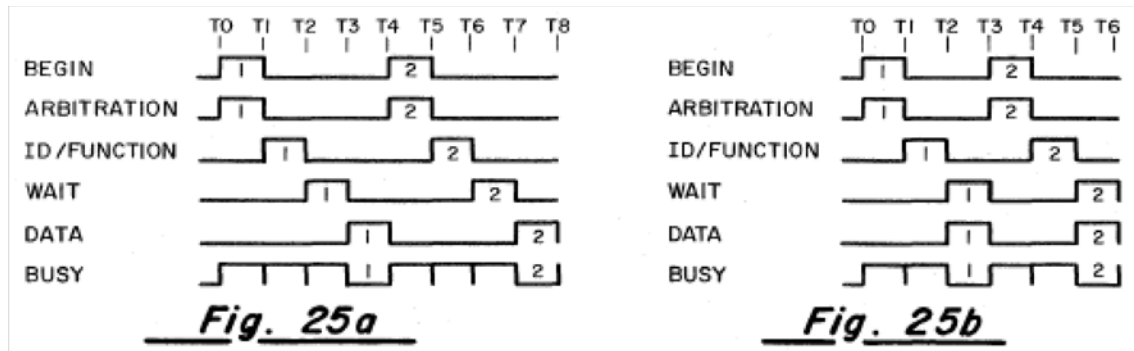 T0 T1 T2 T3 T4 T5 T6 T7 T8
BEGIN 1 2
ARBITRATION 1 2
ID/FUNCTION 1 2
WAIT 1 2
DATA 1 2
BUSY 1 2
Fig. 25a
T0 T1 T2 T3 T4 T5 T6
BEGIN 1 2
ARBITRATION 1 2
ID/FUNCTION 1 2
WAIT 1 2
DATA 1 2
BUSY 1 2
Fig. 25b